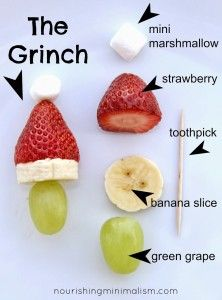 The
Grinch
mini
marshmallow
strawberry
toothpick
banana slice
green grape
nourishingminimalism.com